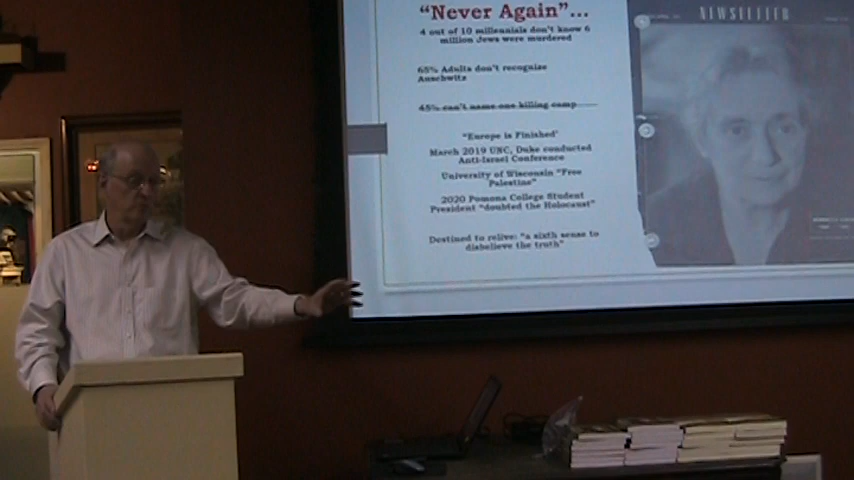 "Never Again"...
4 out of 10 millennials don't know 6
million Jews were murdered
65% Adults don't recognize
Auschwitz
45% can't name one killing camp
"Europe is Finished'
March 2019 UNC, Duke conducted
Anti-Israel Conference
University of Wisconsin "Free
Palestine"
2020 Pomona College Student
President "doubted the Holocaust"
Destined to relive: "a sixth sense to
disbelieve the truth"
NEWSLETTER